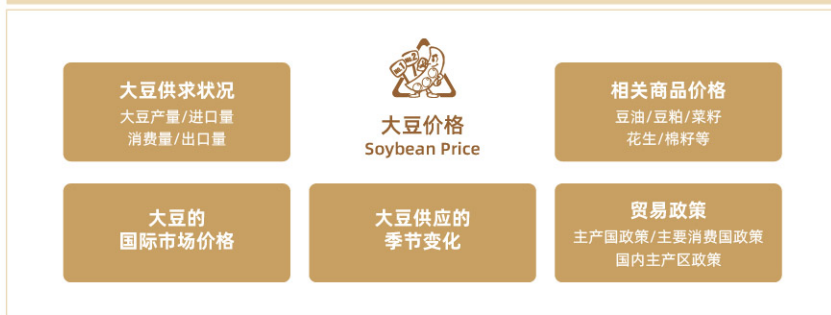 大豆供求状况
大豆产量/进口量
消费量/出口量
大豆价格
Soybean Price
相关商品价格
豆油/豆粕/菜籽
花生/棉籽等
大豆的
国际市场价格
大豆供应的
季节变化
贸易政策
主产国政策/主要消费国政策
国内主产区政策